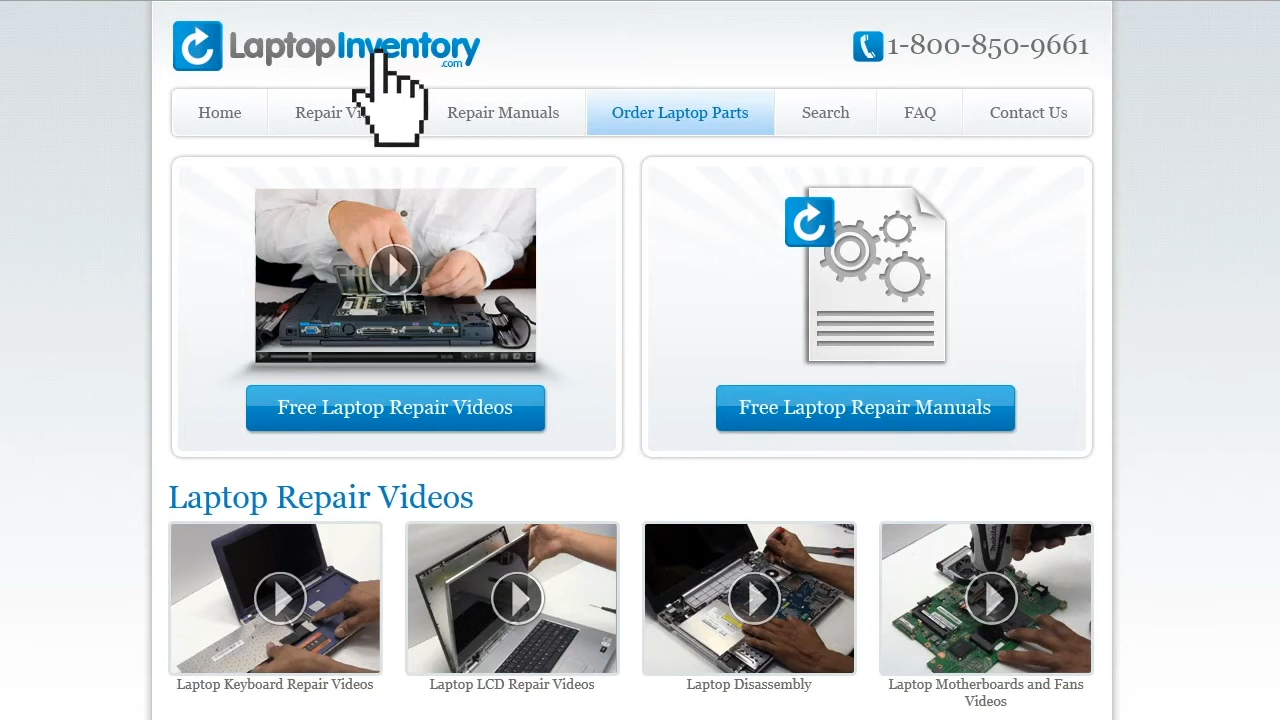 LaptopInventory
.com
1-800-850-9661
Home
Repair Vi
Repair Manuals
Order Laptop Parts
Search
FAQ
Contact Us
Free Laptop Repair Videos
Free Laptop Repair Manuals
Laptop Repair Videos
Laptop Keyboard Repair Videos
Laptop LCD Repair Videos
Laptop Disassembly
Laptop Motherboards and Fans
Videos